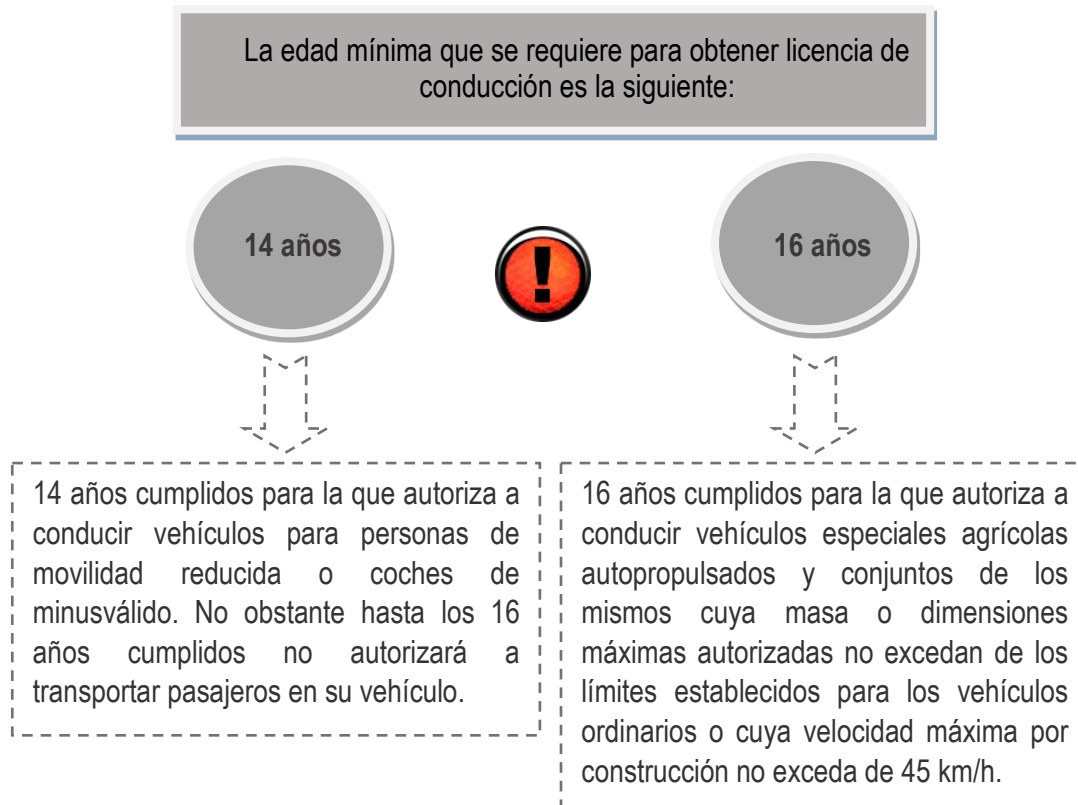 La edad mínima que se requiere para obtener licencia de
conducción es la siguiente:
14 años
!
16 años
14 años cumplidos para la que autoriza a
conducir vehículos para personas de
movilidad reducida o coches de
minusválido. No obstante hasta los 16
años cumplidos no autorizará a
transportar pasajeros en su vehículo.
16 años cumplidos para la que autoriza a
conducir vehículos especiales agrícolas
autopropulsados y conjuntos de los
mismos cuya masa o dimensiones
máximas autorizadas no excedan de los
límites establecidos para los vehículos
ordinarios o cuya velocidad máxima por
construcción no exceda de 45 km/h.